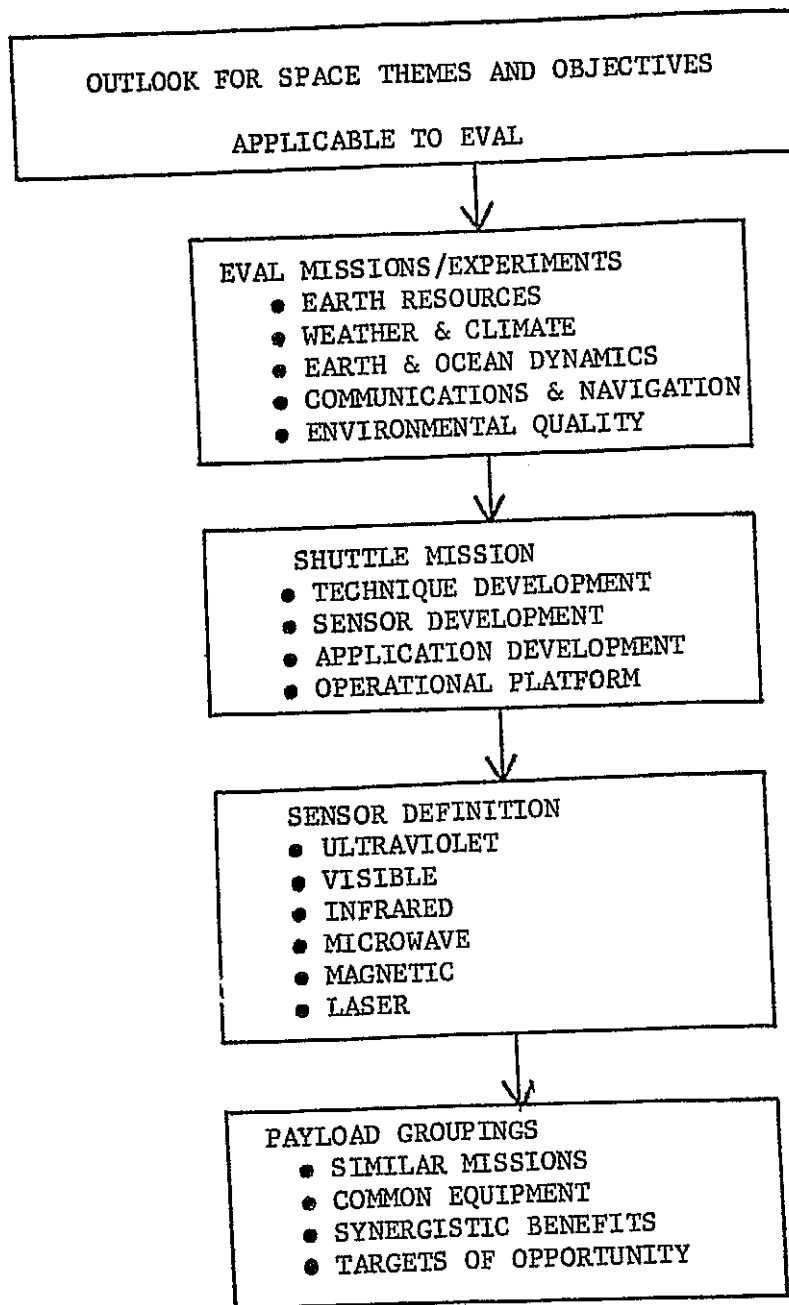 OUTLOOK FOR SPACE THEMES AND OBJECTIVES
APPLICABLE TO EVAL
EVAL MISSIONS/EXPERIMENTS
● EARTH RESOURCES
● WEATHER & CLIMATE
● EARTH & OCEAN DYNAMICS
● COMMUNICATIONS & NAVIGATION
● ENVIRONMENTAL QUALITY
SHUTTLE MISSION
● TECHNIQUE DEVELOPMENT
● SENSOR DEVELOPMENT
● APPLICATION DEVELOPMENT
● OPERATIONAL PLATFORM
SENSOR DEFINITION
● ULTRAVIOLET
● VISIBLE
● INFRARED
● MICROWAVE
● MAGNETIC
● LASER
PAYLOAD GROUPINGS
● SIMILAR MISSIONS
● COMMON EQUIPMENT
● SYNERGISTIC BENEFITS
● TARGETS OF OPPORTUNITY